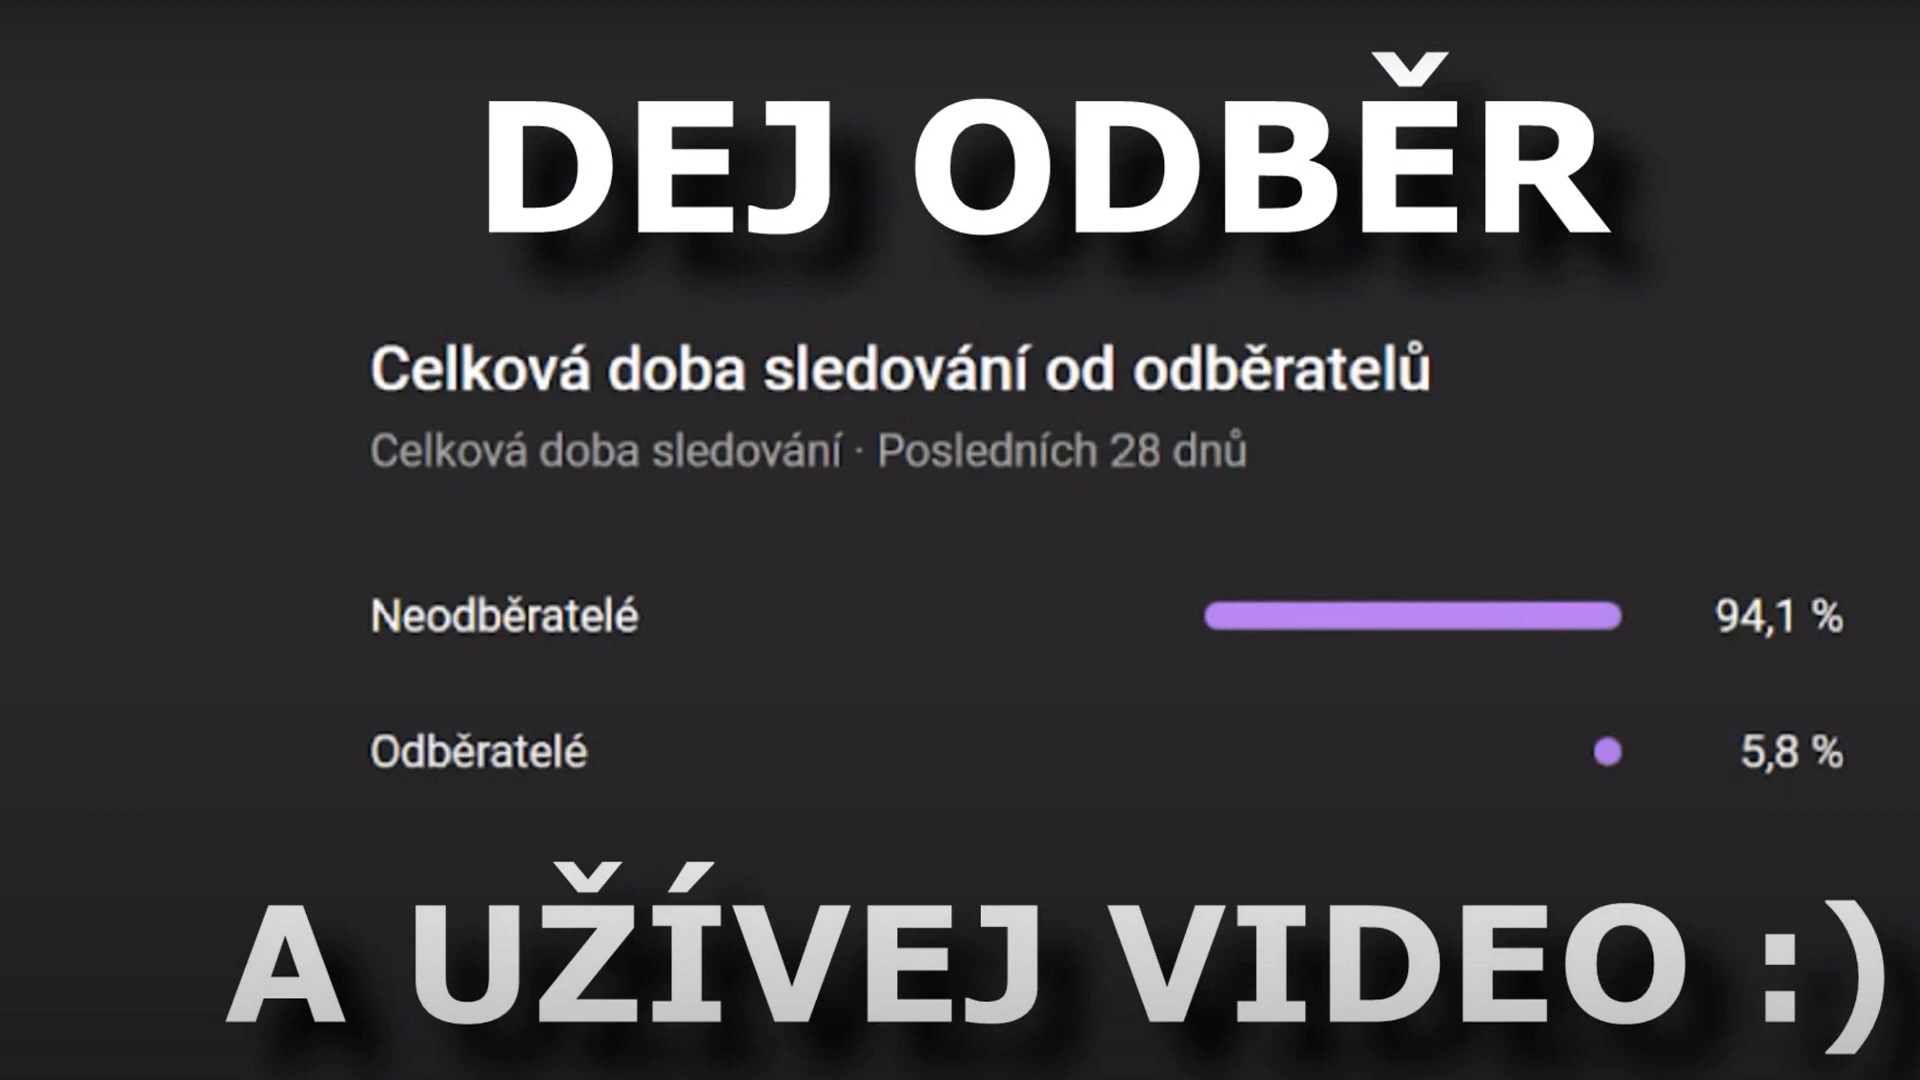 DEJ ODBĚR
Celková doba sledování od odběratelů
Celková doba sledování · Posledních 28 dnů
Neodběratelé 94,1 %
Odběratelé 5,8 %
A UŽÍVEJ VIDEO :)